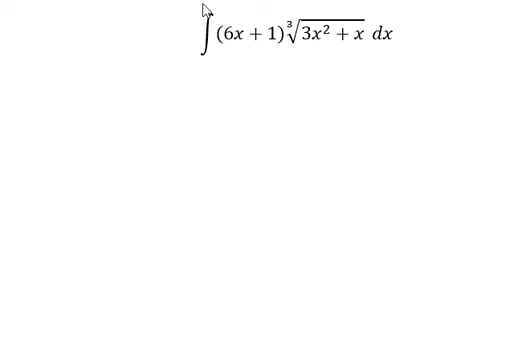 ∫ (6x + 1) ∛(3x² + x) dx